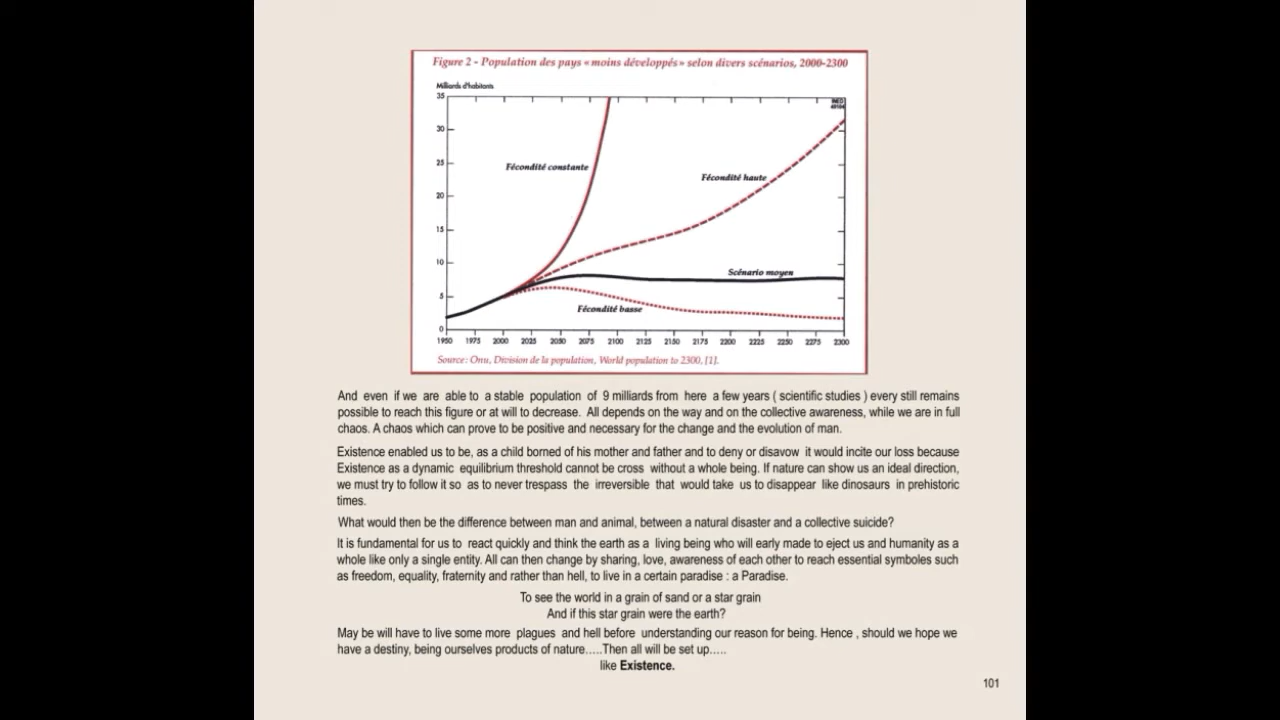 Figure 2 - Population des pays « moins développés » selon divers scénarios, 2000-2300
Milliards d'habitants
35
INED
30
25
Fécondité constante
Fécondité haute
20
15
10
Scénario moyen
5
Fécondité basse
0
1950 1975 2000 2025 2050 2075 2100 2125 2150 2175 2200 2225 2250 2275 2300
Source: Onu, Division de la population, World population to 2300, [1].
And even if we are able to a stable population of 9 milliards from here a few years ( scientific studies ) every still remains
possible to reach this figure or at will to decrease. All depends on the way and on the collective awareness, while we are in full
chaos. A chaos which can prove to be positive and necessary for the change and the evolution of man.
Existence enabled us to be, as a child borned of his mother and father and to deny or disavow it would incite our loss because
Existence as a dynamic equilibrium threshold cannot be cross without a whole being. If nature can show us an ideal direction,
we must try to follow it so as to never trespass the irreversible that would take us to disappear like dinosaurs in prehistoric
times.
What would then be the difference between man and animal, between a natural disaster and a collective suicide?
It is fundamental for us to react quickly and think the earth as a living being who will early made to eject us and humanity as a
whole like only a single entity. All can then change by sharing, love, awareness of each other to reach essential symboles such
as freedom, equality, fraternity and rather than hell, to live in a certain paradise : a Paradise.
To see the world in a grain of sand or a star grain
And if this star grain were the earth?
May be will have to live some more plagues and hell before understanding our reason for being. Hence , should we hope we
have a destiny, being ourselves products of nature.....Then all will be set up.....
like Existence.
101